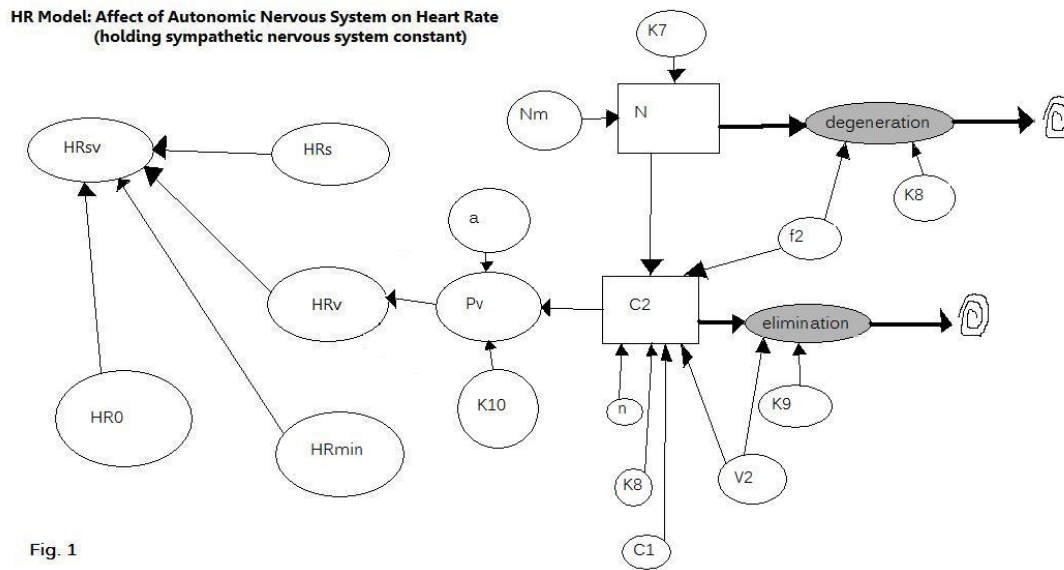 HR Model: Affect of Autonomic Nervous System on Heart Rate
(holding sympathetic nervous system constant)
K7
Nm
N
degeneration
HRsv
HRs
K8
a
f2
HRv
Pv
C2
elimination
HR0
K10
n
K9
HRmin
K8
V2
C1
Fig. 1